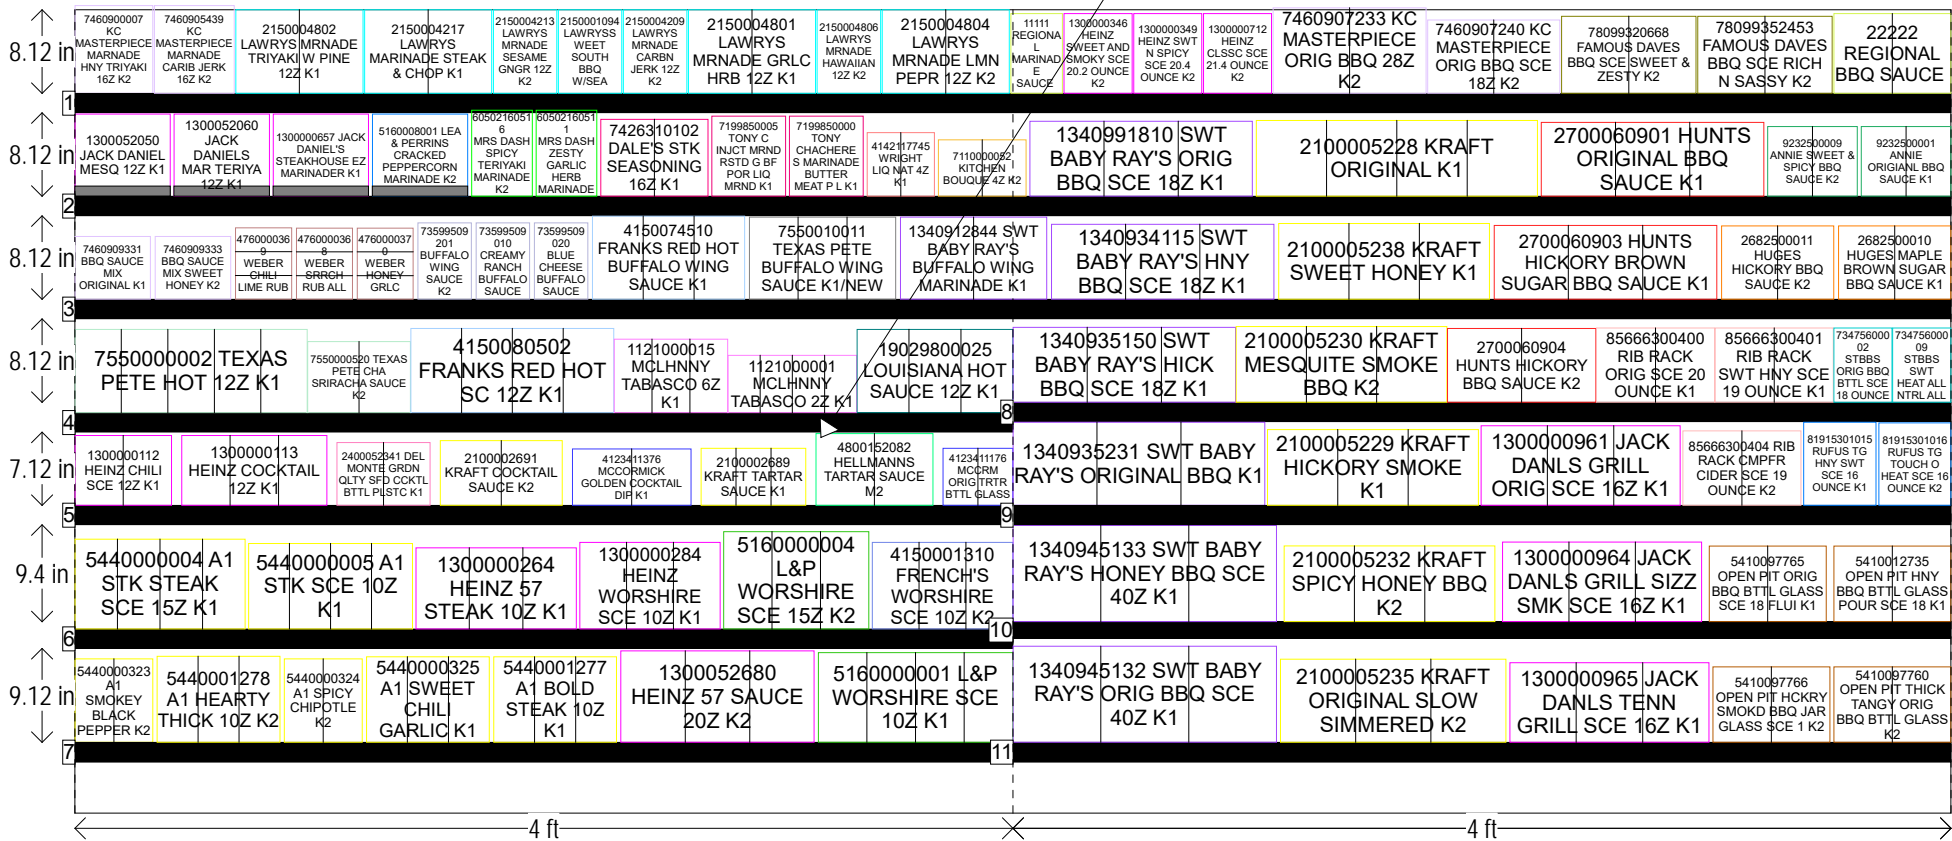 8.12 in
7460900007
KC
MASTERPIECE
MARNADE
HNY TRIYAKI
16Z K2
7460905439
KC
MASTERPIECE
MARNADE
CARIB JERK
16Z K2
2150004802
LAWRYS MRNADE
TRIYAKI W PINE
12Z K1
2150004217
LAWRYS
MARINADE STEAK
& CHOP K1
2150004213
LAWRYS
MRNADE
SESAME
GNGR 12Z
K2
2150001094
LAWRYSS
WEET
SOUTH
BBQ
W/SEA
2150004209
LAWRYS
MRNADE
CARBN
JERK 12Z
K2
2150004801
LAWRYS
MRNADE GRLC
HRB 12Z K1
2150004806
LAWRYS
MRNADE
HAWAIIAN
12Z K2
2150004804
LAWRYS
MRNADE LMN
PEPR 12Z K2
11111
REGIONA
L
MARINAD
E
SAUCE
1300000346
HEINZ
SWEET AND
SMOKY SCE
20.2 OUNCE
K2
1300000349
HEINZ SWT
N SPICY
SCE 20.4
OUNCE K2
1300000712
HEINZ
CLSSC SCE
21.4 OUNCE
K2
7460907233 KC
MASTERPIECE
ORIG BBQ 28Z
K2
7460907240 KC
MASTERPIECE
ORIG BBQ SCE
18Z K2
78099320668
FAMOUS DAVES
BBQ SCE SWEET &
ZESTY K2
78099352453
FAMOUS DAVES
BBQ SCE RICH
N SASSY K2
22222
REGIONAL
BBQ SAUCE
1
8.12 in
1300052050
JACK DANIEL
MESQ 12Z K1
1300052060
JACK
DANIELS
MAR TERIYA
12Z K1
1300000657 JACK
DANIEL'S
STEAKHOUSE EZ
MARINADER K1
5160008001 LEA
& PERRINS
CRACKED
PEPPERCORN
MARINADE K2
6050216051
6
MRS DASH
SPICY
TERIYAKI
MARINADE
K2
6050216051
1
MRS DASH
ZESTY
GARLIC
HERB
MARINADE
7426310102
DALE'S STK
SEASONING
16Z K1
7199850005
TONY C
INJCT MRND
RSTD G BF
POR LIQ
MRND K1
7199850000
TONY
CHACHERE
S MARINADE
BUTTER
MEAT P L K1
4142117745
WRIGHT
LIQ NAT 4Z
K1
7110000052
KITCHEN
BOUQUE 4Z K2
1340991810 SWT
BABY RAY'S ORIG
BBQ SCE 18Z K1
2100005228 KRAFT
ORIGINAL K1
2700060901 HUNTS
ORIGINAL BBQ
SAUCE K1
9232500009
ANNIE SWEET &
SPICY BBQ
SAUCE K2
9232500001
ANNIE
ORIGIANL BBQ
SAUCE K1
2
8.12 in
7460909331
BBQ SAUCE
MIX
ORIGINAL K1
7460909333
BBQ SAUCE
MIX SWEET
HONEY K2
476000036
9
WEBER
CHILI
LIME RUB
476000036
8
WEBER
SRRCH
RUB ALL
476000037
0
WEBER
HONEY
GRLC
73599509
201
BUFFALO
WING
SAUCE
K2
73599509
010
CREAMY
RANCH
BUFFALO
SAUCE
73599509
020
BLUE
CHEESE
BUFFALO
SAUCE
4150074510
FRANKS RED HOT
BUFFALO WING
SAUCE K1
7550010011
TEXAS PETE
BUFFALO WING
SAUCE K1/NEW
1340912844 SWT
BABY RAY'S
BUFFALO WING
MARINADE K1
1340934115 SWT
BABY RAY'S HNY
BBQ SCE 18Z K1
2100005238 KRAFT
SWEET HONEY K1
2700060903 HUNTS
HICKORY BROWN
SUGAR BBQ SAUCE K1
2682500011
HUGES
HICKORY BBQ
SAUCE K2
2682500010
HUGES MAPLE
BROWN SUGAR
BBQ SAUCE K1
3
8.12 in
7550000002 TEXAS
PETE HOT 12Z K1
7550000520 TEXAS
PETE CHA
SRIRACHA SAUCE
K2
4150080502
FRANKS RED HOT
SC 12Z K1
1121000015
MCLHNNY
TABASCO 6Z
K1
1121000001
MCLHNNY
TABASCO 2Z K1
19029800025
LOUISIANA HOT
SAUCE 12Z K1
1340935150 SWT
BABY RAY'S HICK
BBQ SCE 18Z K1
2100005230 KRAFT
MESQUITE SMOKE
BBQ K2
2700060904
HUNTS HICKORY
BBQ SAUCE K2
85666300400
RIB RACK
ORIG SCE 20
OUNCE K1
85666300401
RIB RACK
SWT HNY SCE
19 OUNCE K1
734756000
02
STBBS
ORIG BBQ
BTTL SCE
18 OUNCE
734756000
09
STBBS
SWT
HEAT ALL
NTRL ALL
4
8
7.12 in
1300000112
HEINZ CHILI
SCE 12Z K1
1300000113
HEINZ COCKTAIL
12Z K1
2400052341 DEL
MONTE GRDN
QLTY SFD CCKTL
BTTL PLSTC K1
2100002691
KRAFT COCKTAIL
SAUCE K2
4123411376
MCCORMICK
GOLDEN COCKTAIL
DIP K1
2100002689
KRAFT TARTAR
SAUCE K1
4800152082
HELLMANNS
TARTAR SAUCE
M2
4123411176
MCCRM
ORIG TRTR
BTTL GLASS
1340935231 SWT BABY
RAY'S ORIGINAL BBQ K1
2100005229 KRAFT
HICKORY SMOKE
K1
1300000961 JACK
DANLS GRILL
ORIG SCE 16Z K1
85666300404 RIB
RACK CMPFR
CIDER SCE 19
OUNCE K2
81915301015
RUFUS TG
HNY SWT
SCE 16
OUNCE K1
81915301016
RUFUS TG
TOUCH O
HEAT SCE 16
OUNCE K2
5
9
9.4 in
5440000004 A1
STK STEAK
SCE 15Z K1
5440000005 A1
STK SCE 10Z
K1
1300000264
HEINZ 57
STEAK 10Z K1
1300000284
HEINZ
WORSHIRE
SCE 10Z K1
5160000004
L&P
WORSHIRE
SCE 15Z K2
4150001310
FRENCH'S
WORSHIRE
SCE 10Z K2
1340945133 SWT BABY
RAY'S HONEY BBQ SCE
40Z K1
2100005232 KRAFT
SPICY HONEY BBQ
K2
1300000964 JACK
DANLS GRILL SIZZ
SMK SCE 16Z K1
5410097765
OPEN PIT ORIG
BBQ BTTL GLASS
SCE 18 FLUI K1
5410012735
OPEN PIT HNY
BBQ BTTL GLASS
POUR SCE 18 K1
6
10
9.12 in
5440000323
A1
SMOKEY
BLACK
PEPPER K2
5440001278
A1 HEARTY
THICK 10Z K2
5440000324
A1 SPICY
CHIPOTLE
K2
5440000325
A1 SWEET
CHILI
GARLIC K1
5440001277
A1 BOLD
STEAK 10Z
K1
1300052680
HEINZ 57 SAUCE
20Z K2
5160000001 L&P
WORSHIRE SCE
10Z K1
1340945132 SWT BABY
RAY'S ORIG BBQ SCE
40Z K1
2100005235 KRAFT
ORIGINAL SLOW
SIMMERED K2
1300000965 JACK
DANLS TENN
GRILL SCE 16Z K1
5410097766
OPEN PIT HCKRY
SMOKD BBQ JAR
GLASS SCE 1 K2
5410097760
OPEN PIT THICK
TANGY ORIG
BBQ BTTL GLASS
K2
7
11
4 ft
4 ft